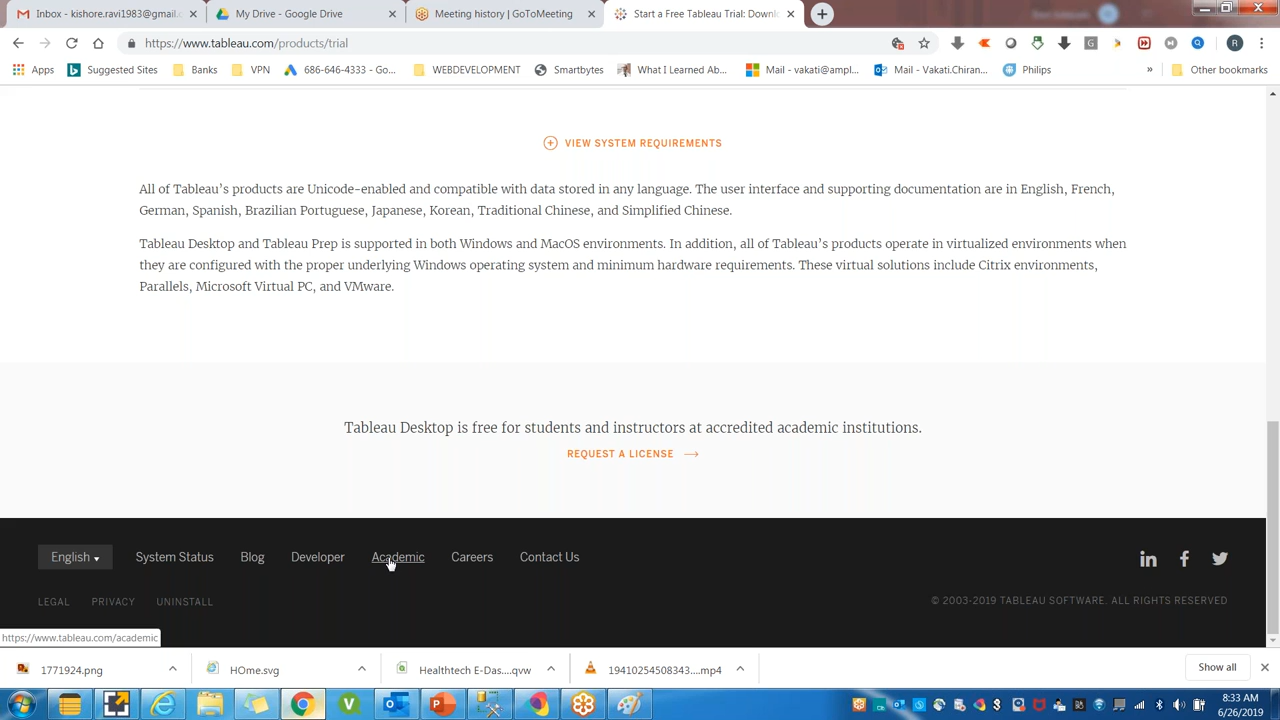 Inbox - kishore.ravi1983@gmail.c
My Drive - Google Drive
Meeting history - GoToMeeting
Start a Free Tableau Trial: Downl
https://www.tableau.com/products/trial
Apps
Suggested Sites
Banks
VPN
686-646-4333 - Go...
WEBDEVELOPMENT
Smartbytes
What I Learned Ab...
Mail - vakati@ampl...
Mail - Vakati.Chiran...
Philips
»
Other bookmarks
VIEW SYSTEM REQUIREMENTS
All of Tableau’s products are Unicode-enabled and compatible with data stored in any language. The user interface and supporting documentation are in English, French,
German, Spanish, Brazilian Portuguese, Japanese, Korean, Traditional Chinese, and Simplified Chinese.
Tableau Desktop and Tableau Prep is supported in both Windows and MacOS environments. In addition, all of Tableau’s products operate in virtualized environments when
they are configured with the proper underlying Windows operating system and minimum hardware requirements. These virtual solutions include Citrix environments,
Parallels, Microsoft Virtual PC, and VMware.
Tableau Desktop is free for students and instructors at accredited academic institutions.
REQUEST A LICENSE
English
System Status
Blog
Developer
Academic
Careers
Contact Us
LEGAL
PRIVACY
UNINSTALL
© 2003-2019 TABLEAU SOFTWARE. ALL RIGHTS RESERVED
https://www.tableau.com/academic
1771924.png
HOme.svg
Healthtech E-Das....qvw
19410254508343....mp4
Show all
8:33 AM
6/26/2019